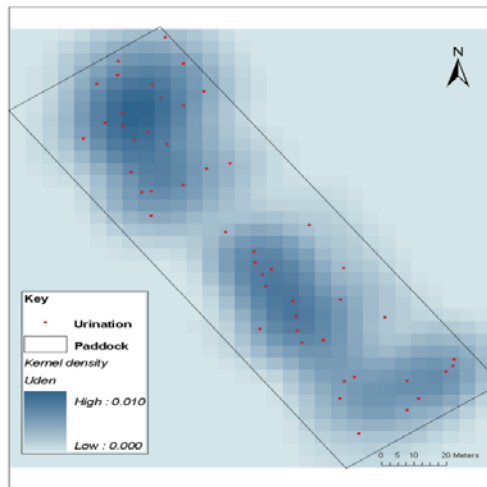 N
Key
Urination
Paddock
Kernel density
Uden
High : 0.010
Low : 0.000
0 5 10 20 Meters